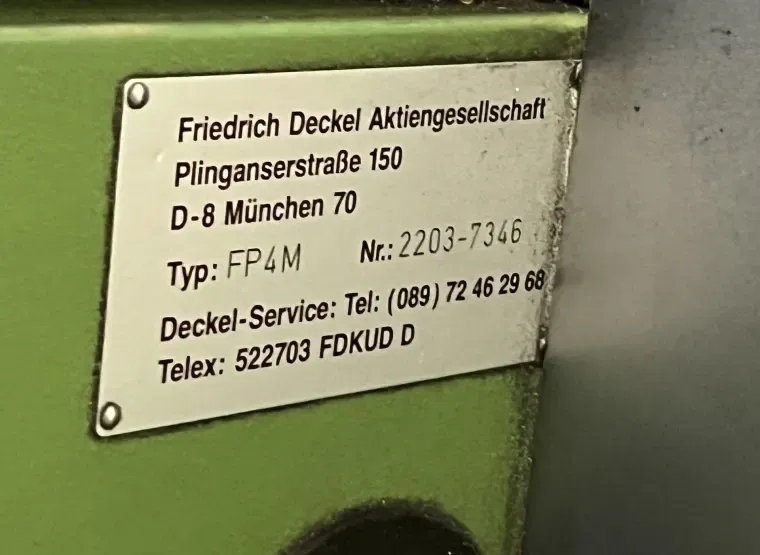 Friedrich Deckel Aktiengesellschaft
Plinganserstraße 150
D-8 München 70
Typ: FP4M Nr.: 2203-7346
Deckel-Service: Tel: (089) 72 46 29 68
Telex: 522703 FDKUD D